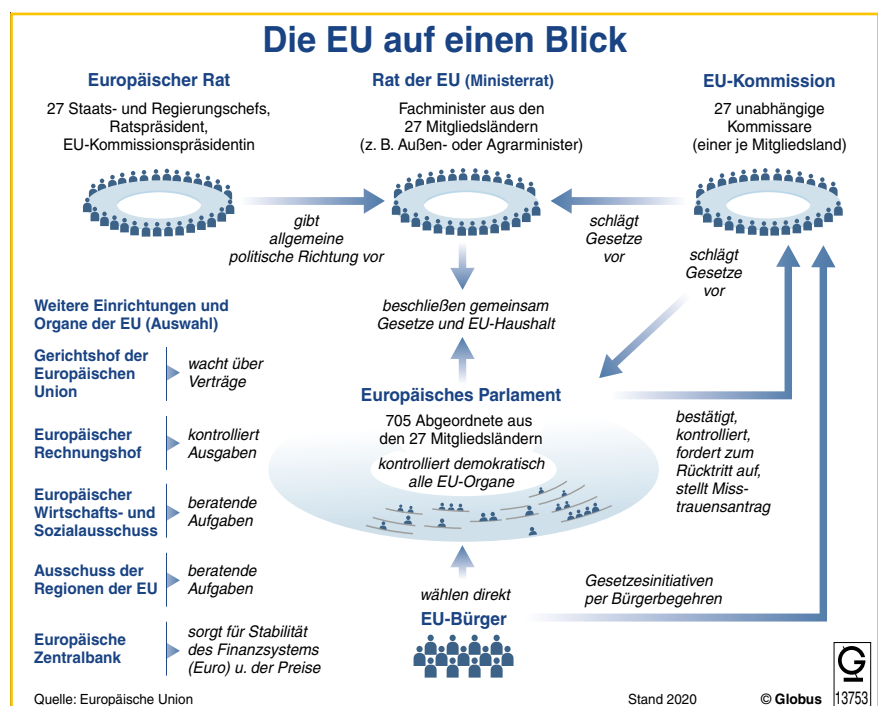 Die EU auf einen Blick
Europäischer Rat
27 Staats- und Regierungschefs,
Ratspräsident,
EU-Kommissionspräsidentin
Rat der EU (Ministerrat)
Fachminister aus den
27 Mitgliedsländern
(z. B. Außen- oder Agrarminister)
EU-Kommission
27 unabhängige
Kommissare
(einer je Mitgliedsland)
gibt
allgemeine
politische Richtung vor
schlägt
Gesetze
vor
schlägt
Gesetze
vor
beschließen gemeinsam
Gesetze und EU-Haushalt
Weitere Einrichtungen und
Organe der EU (Auswahl)
Gerichtshof der
Europäischen
Union
wacht über
Verträge
Europäischer
Rechnungshof
kontrolliert
Ausgaben
Europäischer
Wirtschafts- und
Sozialausschuss
beratende
Aufgaben
Ausschuss der
Regionen der EU
beratende
Aufgaben
Europäische
Zentralbank
sorgt für Stabilität
des Finanzsystems
(Euro) u. der Preise
Europäisches Parlament
705 Abgeordnete aus
den 27 Mitgliedsländern
kontrolliert demokratisch
alle EU-Organe
bestätigt,
kontrolliert,
fordert zum
Rücktritt auf,
stellt Miss-
trauensantrag
wählen direkt
EU-Bürger
Gesetzesinitiativen
per Bürgerbegehren
Quelle: Europäische Union
Stand 2020
© Globus
G
13753